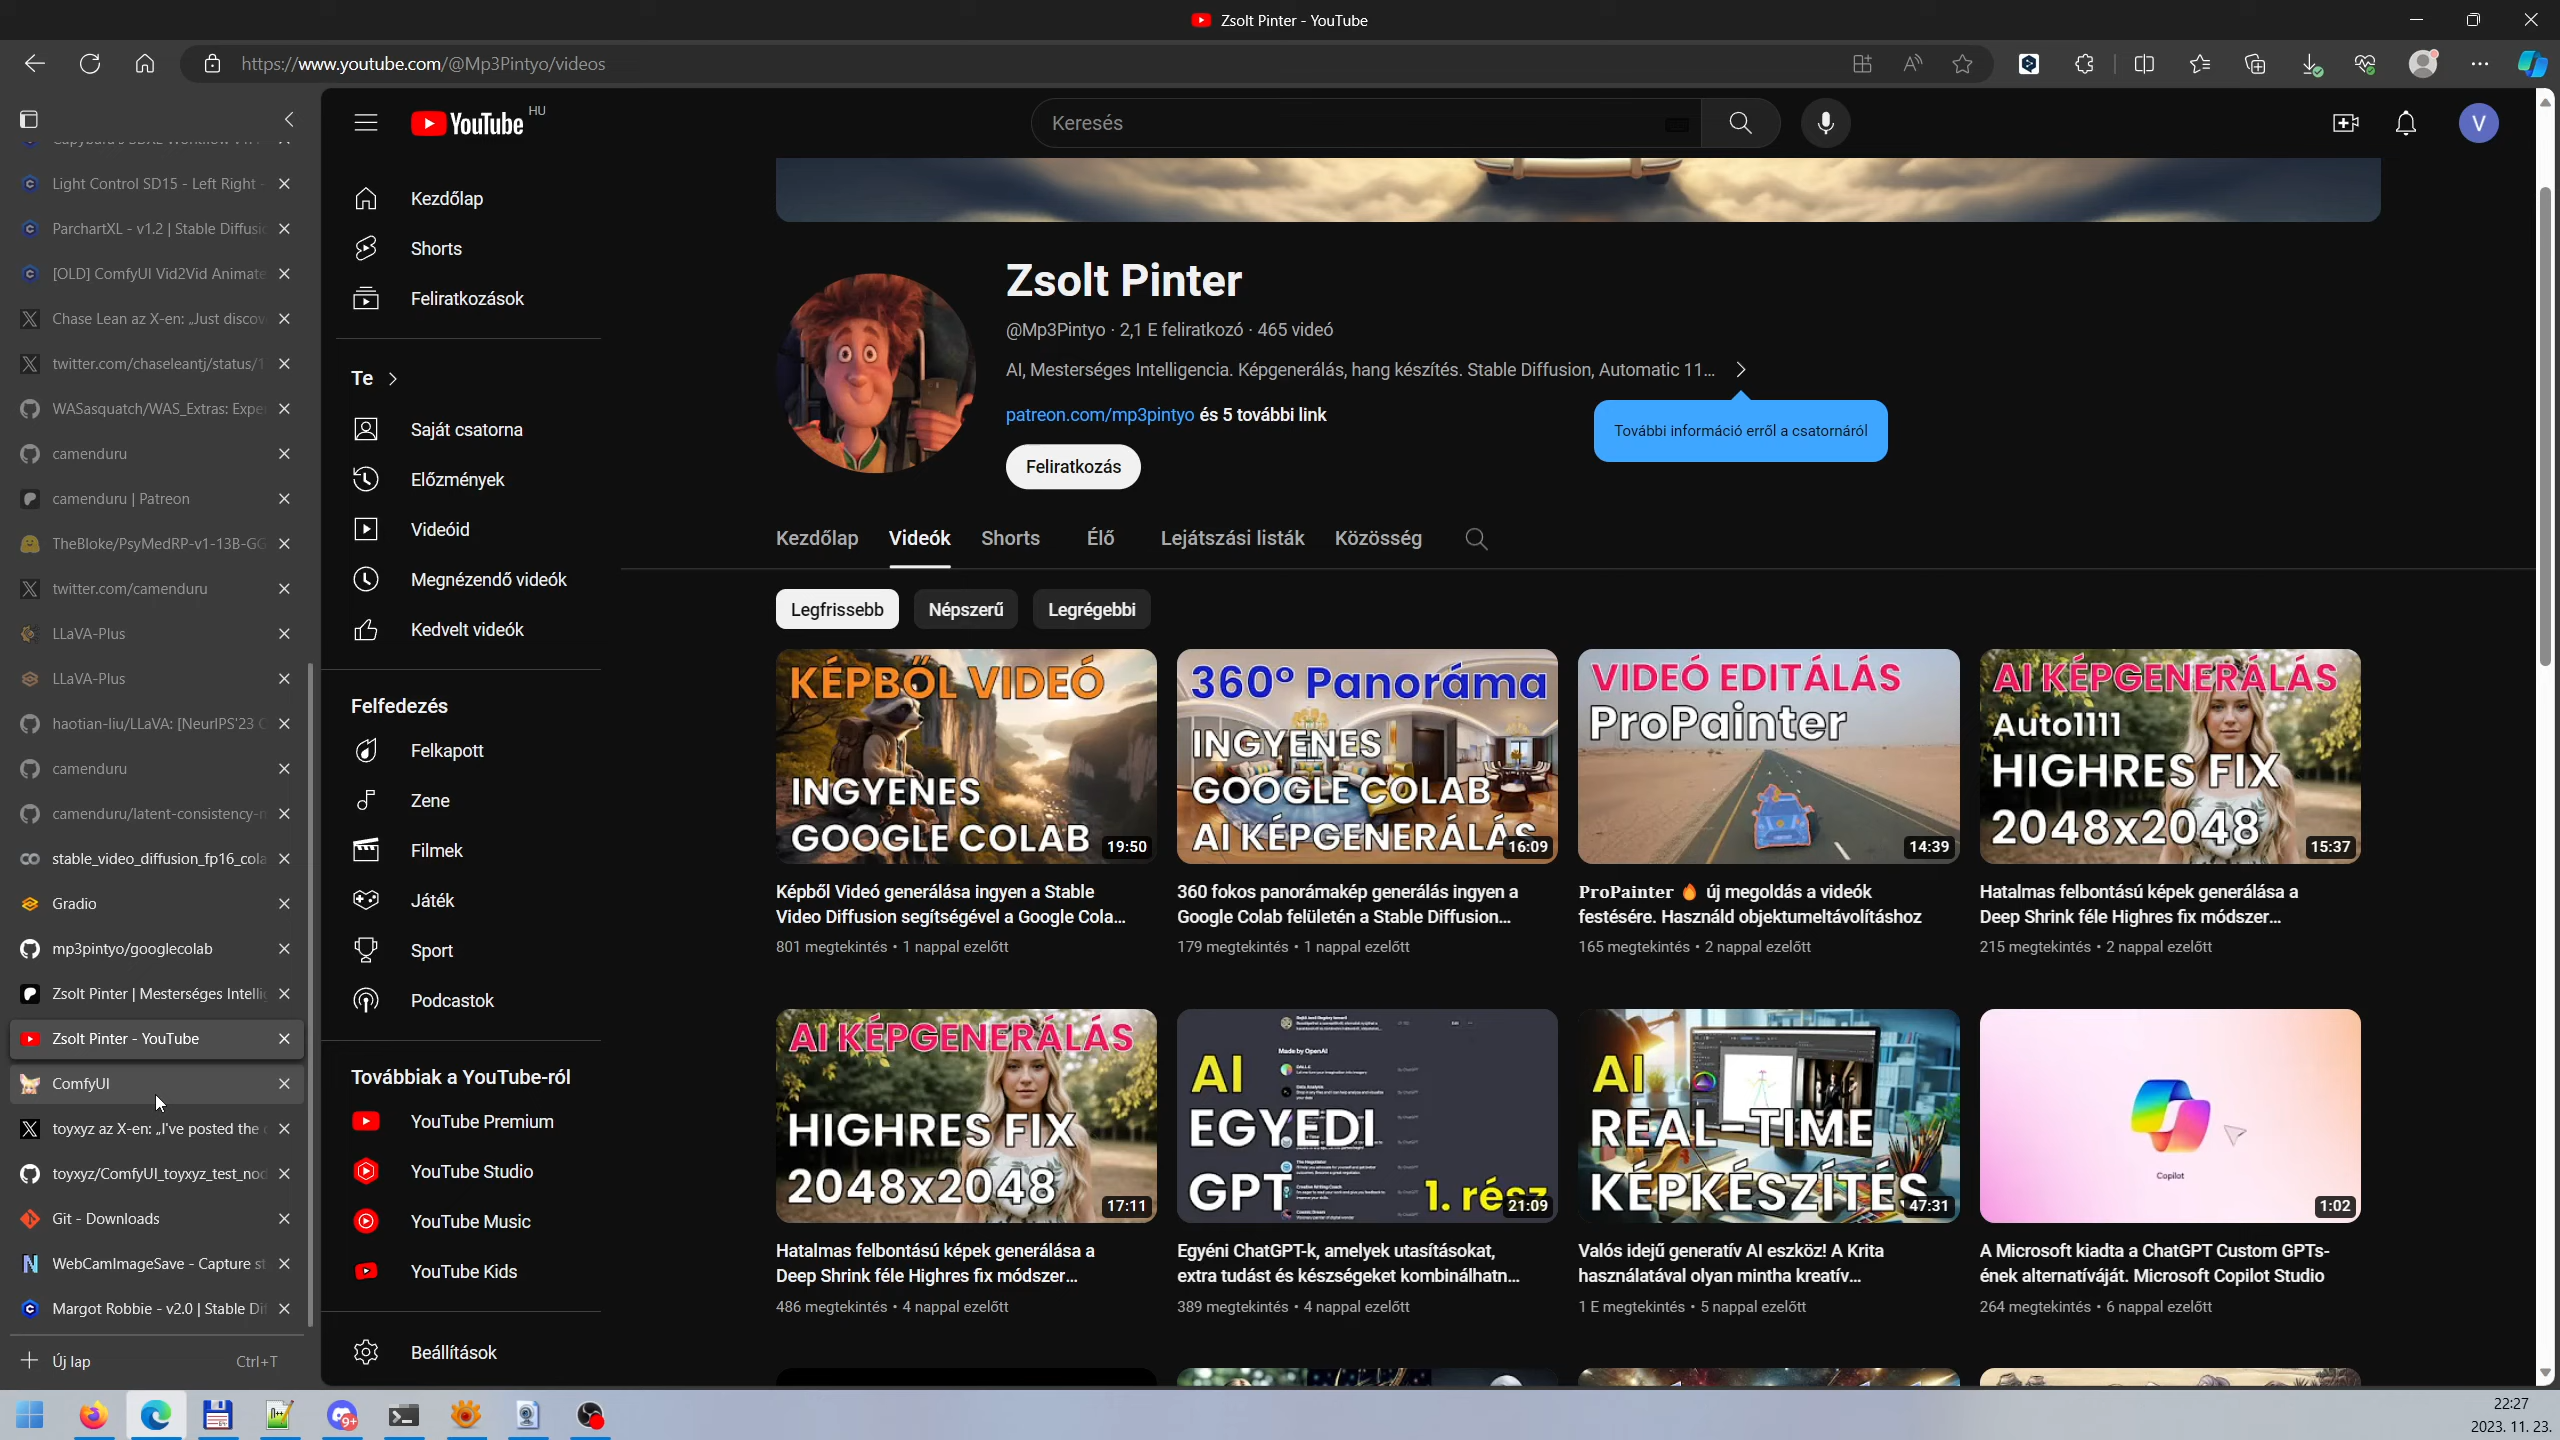 Zsolt Pinter - YouTube
https://www.youtube.com/@Mp3Pintyo/videos
Light Control SD15 - Left Right -
ParchartXL - v1.2 | Stable Diffusic
[OLD] ComfyUI Vid2Vid Animate
Chase Lean az X-en: „Just discov
twitter.com/chaseleantj/status/1
WASasquatch/WAS_Extras: Expe
camenduru
camenduru | Patreon
TheBloke/PsyMedRP-v1-13B-GG
twitter.com/camenduru
LLaVA-Plus
LLaVA-Plus
haotian-liu/LLaVA: [NeurIPS'23 O
camenduru
camenduru/latent-consistency-m
stable_video_diffusion_fp16_cola
Gradio
mp3pintyo/googlecolab
Zsolt Pinter | Mesterséges Intellig
Zsolt Pinter - YouTube
ComfyUI
toyxyz az X-en: „I've posted the c
toyxyz/ComfyUI_toyxyz_test_nod
Git - Downloads
WebCamImageSave - Capture st
Margot Robbie - v2.0 | Stable Dif
Új lap Ctrl+T
YouTube HU
Keresés
V
Kezdőlap
Shorts
Feliratkozások
Te
Saját csatorna
Előzmények
Videóid
Megnézendő videók
Kedvelt videók
Felfedezés
Felkapott
Zene
Filmek
Játék
Sport
Podcastok
Továbbiak a YouTube-ról
YouTube Premium
YouTube Studio
YouTube Music
YouTube Kids
Beállítások
Zsolt Pinter
@Mp3Pintyo · 2,1 E feliratkozó · 465 videó
AI, Mesterséges Intelligencia. Képgenerálás, hang készítés. Stable Diffusion, Automatic 11...
patreon.com/mp3pintyo és 5 további link
További információ erről a csatornáról
Feliratkozás
Kezdőlap Videók Shorts Élő Lejátszási listák Közösség
Legfrissebb Népszerű Legrégebbi
KÉPBŐL VIDEÓ
INGYENES
GOOGLE COLAB
19:50
Képből Videó generálása ingyen a Stable
Video Diffusion segítségével a Google Cola...
801 megtekintés • 1 nappal ezelőtt
360° Panoráma
INGYENES
GOOGLE COLAB
AI KÉPGENERÁLÁS
16:09
360 fokos panorámakép generálás ingyen a
Google Colab felületén a Stable Diffusion...
179 megtekintés • 1 nappal ezelőtt
VIDEÓ EDITÁLÁS
ProPainter
14:39
ProPainter 🔥 új megoldás a videók
festésére. Használd objektumeltávolításhoz
165 megtekintés • 2 nappal ezelőtt
AI KÉPGENERÁLÁS
Auto1111
HIGHRES FIX
2048x2048
15:37
Hatalmas felbontású képek generálása a
Deep Shrink féle Highres fix módszer...
215 megtekintés • 2 nappal ezelőtt
AI KÉPGENERÁLÁS
HIGHRES FIX
2048x2048
17:11
Hatalmas felbontású képek generálása a
Deep Shrink féle Highres fix módszer...
486 megtekintés • 4 nappal ezelőtt
Made by OpenAI
AI
EGYEDI
GPT 1. rész
21:09
Egyéni ChatGPT-k, amelyek utasításokat,
extra tudást és készségeket kombinálhatn...
389 megtekintés • 4 nappal ezelőtt
AI
REAL-TIME
KÉPKÉSZÍTÉS
47:31
Valós idejű generatív AI eszköz! A Krita
használatával olyan mintha kreatív...
1 E megtekintés • 5 nappal ezelőtt
Copilot
1:02
A Microsoft kiadta a ChatGPT Custom GPTs-
ének alternatíváját. Microsoft Copilot Studio
264 megtekintés • 6 nappal ezelőtt
9+
22:27
2023. 11. 23.